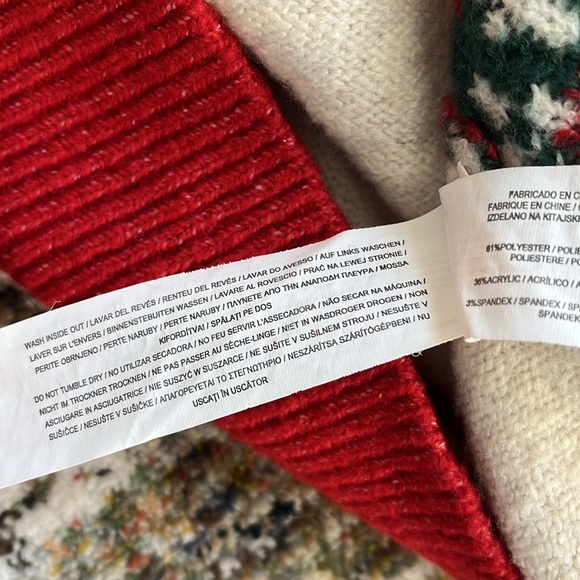 WASH INSIDE OUT / LAVAR DEL REVÉS / RENTEU DEL REVÉS / LAVAR DO AVESSO / AUF LINKS WASCHEN /
LAVER SUR L'ENVERS / BINNENSTEBUITEN WASSEN / LAVARE AL ROVESCIO / PRAĆ NA LEWEJ STRONIE /
PERITE OBRNJENO / PERTE NARUBY / PERTE NARUBY / ΠΛΥΝΕΤΕ ΑΠΟ ΤΗΝ ΑΝΑΠΟΔΗ ΠΛΕΥΡΑ / MOSSA
KIFORDÍTVA! / SPĂLAȚI PE DOS
DO NOT TUMBLE DRY / NO UTILIZAR SECADORA / NO FEU SERVIR L'ASSECADORA / NÃO SECAR NA MÁQUINA /
NICHT IM TROCKNER TROCKNEN / NE PAS PASSER AU SÈCHE-LINGE / NIET IN WASDROGER DROGEN / NON
ASCIUGARE IN ASCIUGATRICE / NIE SUSZYĆ W SUSZARCE / NE SUŠITE V SUŠILNEM STROJU / NESUŠTE V
SUŠIČCE / NESUŠTE V SUŠIČKE / ΑΠΑΓΟΡΕΥΕΤΑΙ ΤΟ ΣΤΕΓΝΩΤΗΡΙΟ / NESZÁRÍTSA SZÁRÍTÓGÉPBEN! / NU
USCAȚI ÎN USCĂTOR
FABRICADO EN C
FABRIQUE EN CHINE /
IZDELANO NA KITAJSK
61%POLYESTER / POLIÉ
POLIESTERE / PO
36%ACRYLIC / ACRÍLICO / A
3%SPANDEX / SPANDEX / SP
SPANDEK